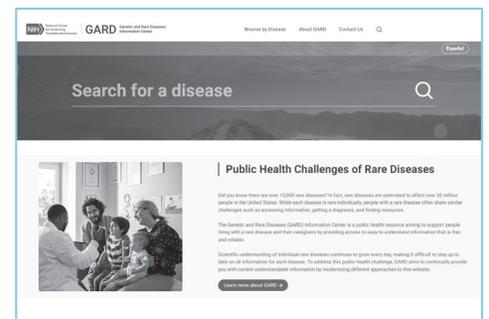 NIH National Center for Advancing Translational Sciences GARD Genetic and Rare Diseases Information Center Browse by Disease About GARD Contact Us
Español
Search for a disease
Public Health Challenges of Rare Diseases
Did you know there are over 10,000 rare diseases? In fact, rare diseases are estimated to affect over 30 million
people in the United States. While each disease is rare individually, people with a rare disease often share similar
challenges such as accessing information, getting a diagnosis, and finding resources.
The Genetic and Rare Diseases (GARD) Information Center is a public health resource aiming to support people
living with a rare disease and their caregivers by providing access to easy-to-understand information that is free
and reliable.
Scientific understanding of individual rare diseases continues to grow every day, making it difficult to stay up to
date on all information for each disease. To address this public health challenge, GARD aims to continually provide
you with current understandable information by modernizing different approaches to this website.
Learn more about GARD →